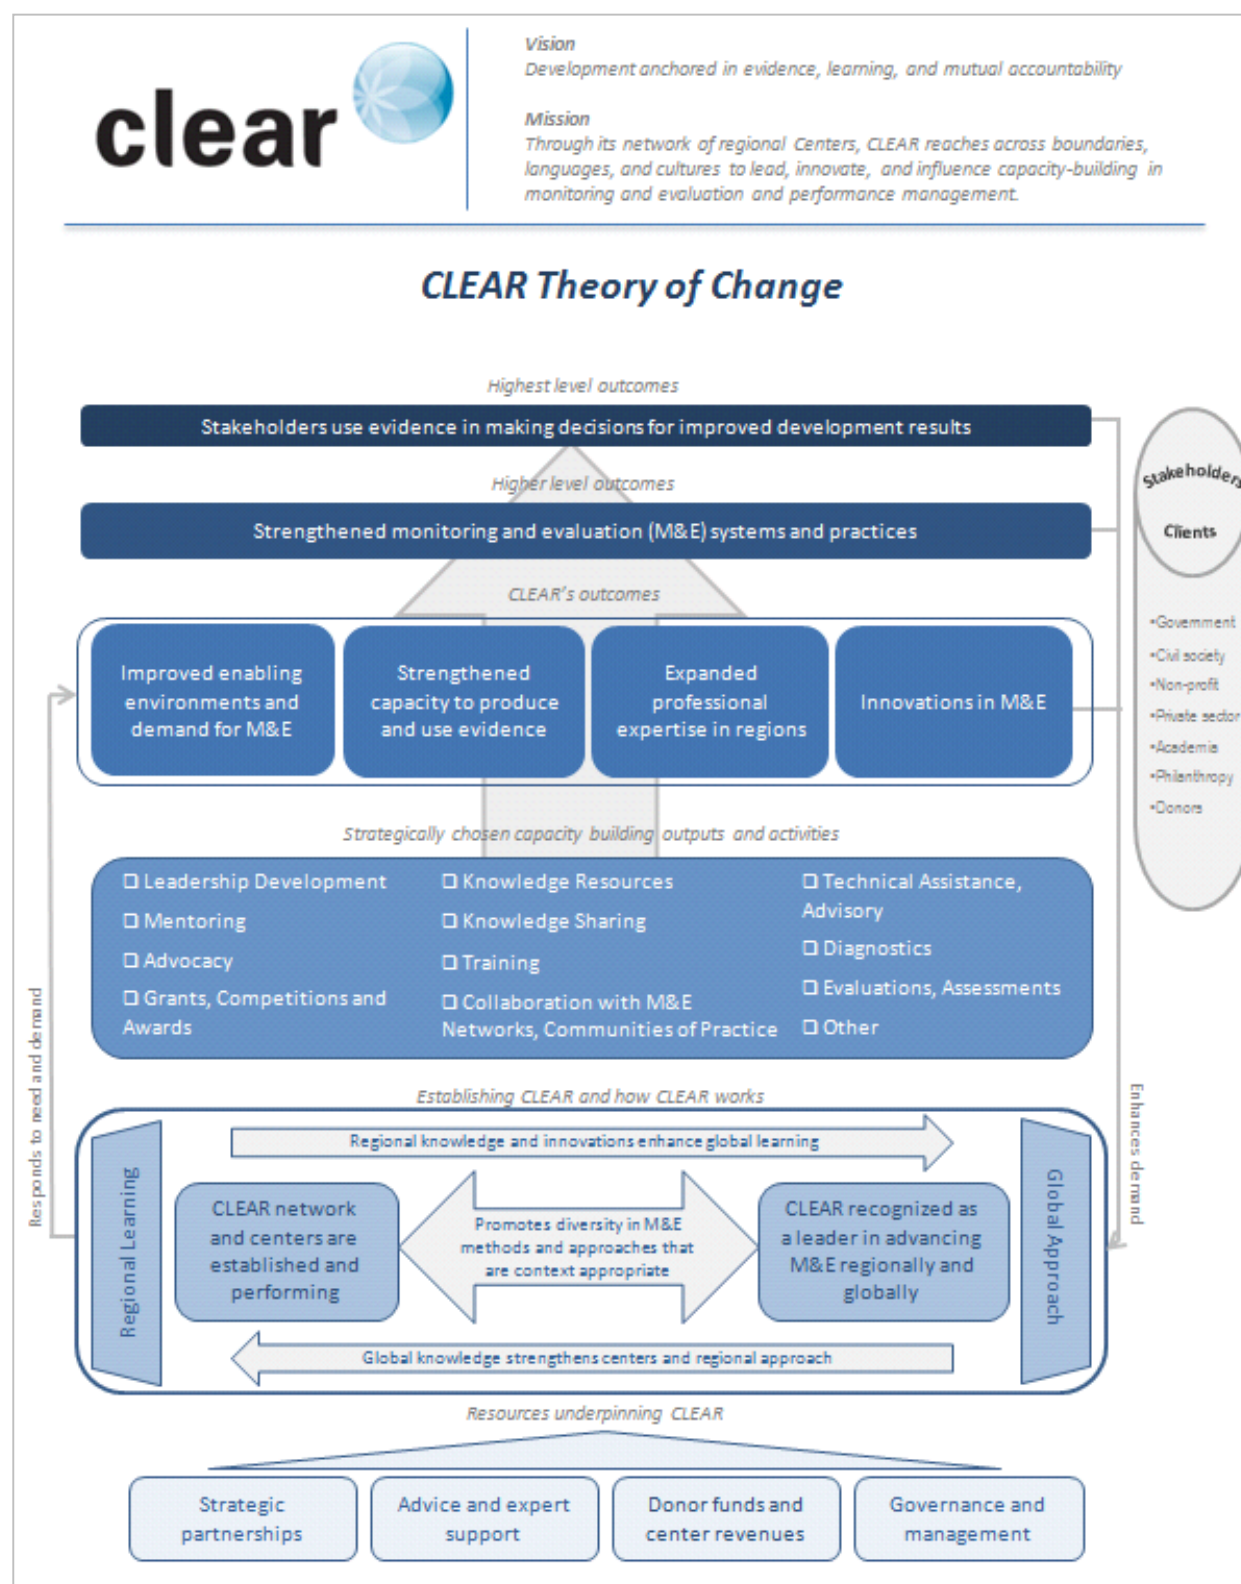 clear
Vision
Development anchored in evidence, learning, and mutual accountability
Mission
Through its network of regional Centers, CLEAR reaches across boundaries,
languages, and cultures to lead, innovate, and influence capacity-building in
monitoring and evaluation and performance management.
CLEAR Theory of Change
Highest level outcomes
Stakeholders use evidence in making decisions for improved development results
Higher level outcomes
Strengthened monitoring and evaluation (M&E) systems and practices
CLEAR's outcomes
Improved enabling
environments and
demand for M&E
Strengthened
capacity to produce
and use evidence
Expanded
professional
expertise in regions
Innovations in M&E
Stakeholders
Clients
•Government
•Civil society
•Non-profit
•Private sector
•Academia
•Philanthropy
•Donors
Strategically chosen capacity building outputs and activities
❑ Leadership Development
❑ Mentoring
❑ Advocacy
❑ Grants, Competitions and
Awards
❑ Knowledge Resources
❑ Knowledge Sharing
❑ Training
❑ Collaboration with M&E
Networks, Communities of Practice
❑ Technical Assistance,
Advisory
❑ Diagnostics
❑ Evaluations, Assessments
❑ Other
Responds to need and demand
Enhances demand
Establishing CLEAR and how CLEAR works
Regional Learning
Regional knowledge and innovations enhance global learning
CLEAR network
and centers are
established and
performing
Promotes diversity in M&E
methods and approaches that
are context appropriate
CLEAR recognized as
a leader in advancing
M&E regionally and
globally
Global knowledge strengthens centers and regional approach
Global Approach
Resources underpinning CLEAR
Strategic
partnerships
Advice and expert
support
Donor funds and
center revenues
Governance and
management